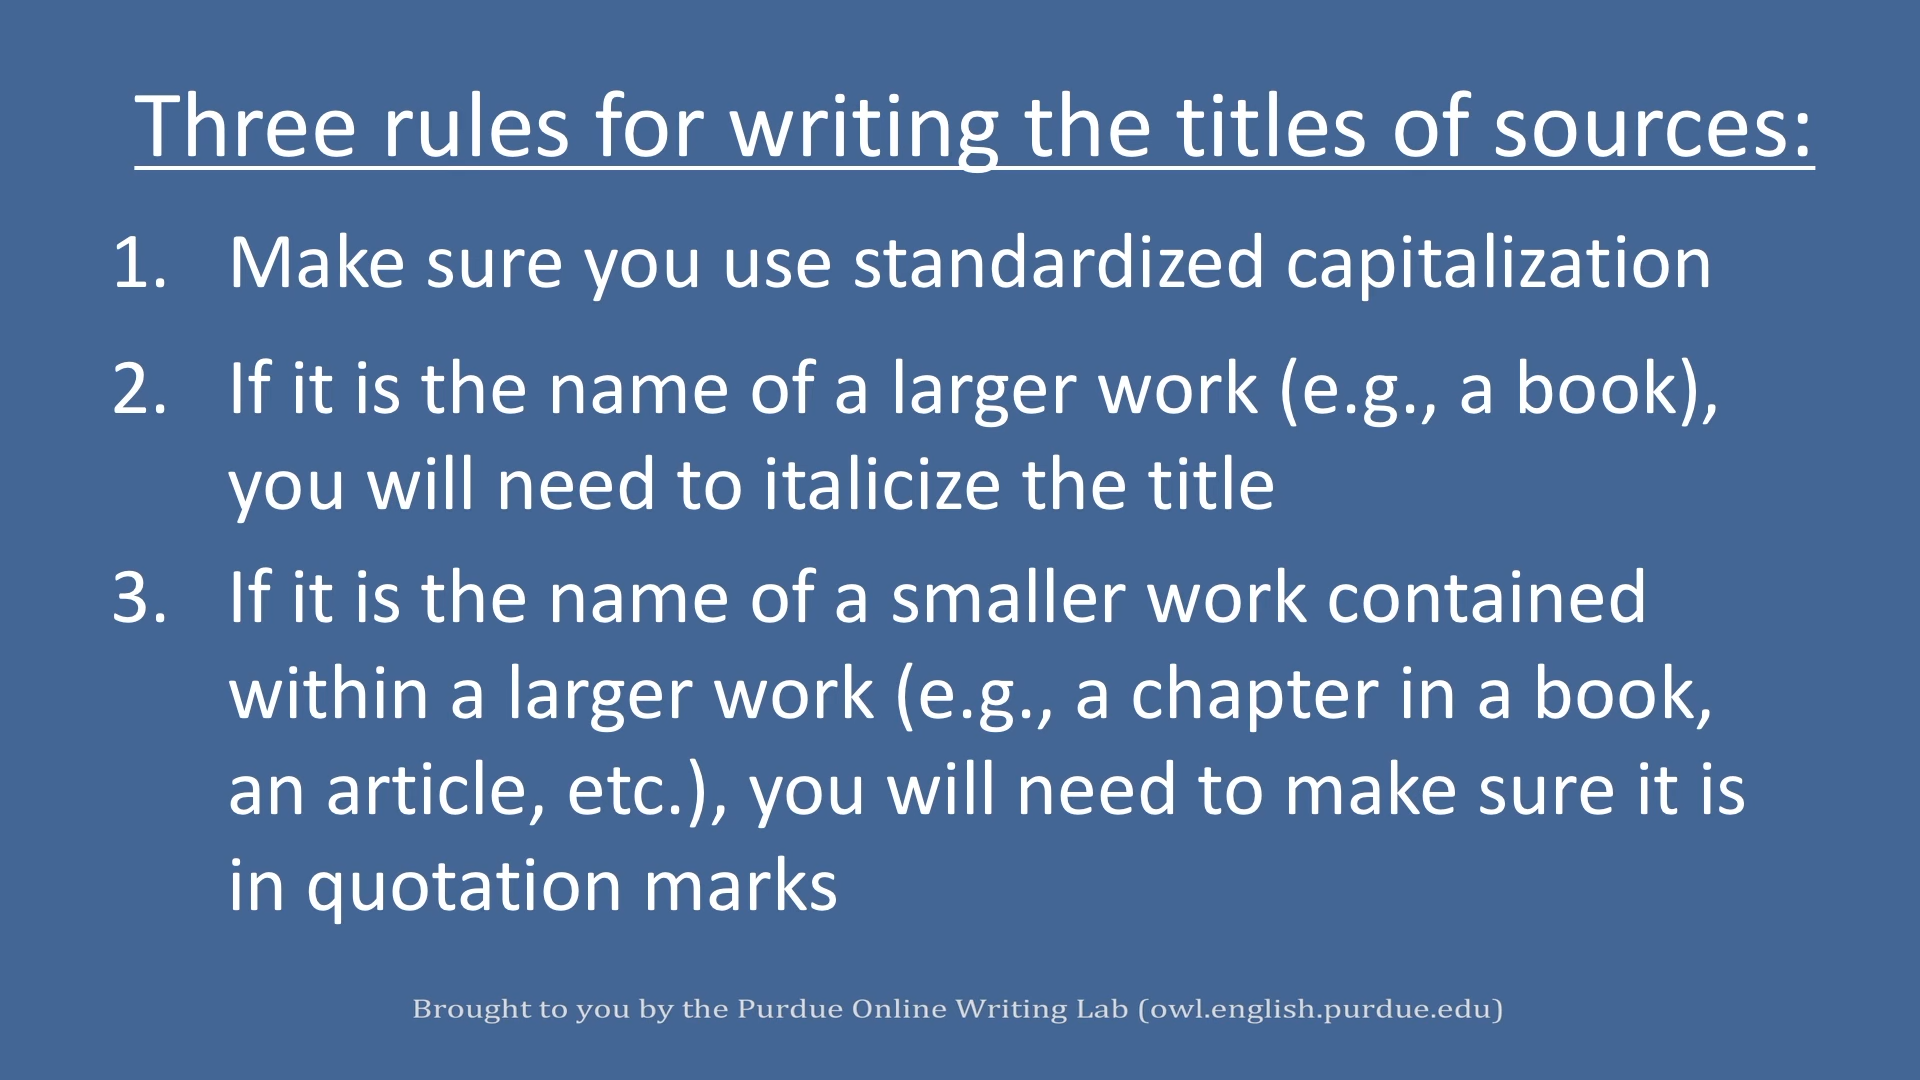 Three rules for writing the titles of sources:
1. Make sure you use standardized capitalization
2. If it is the name of a larger work (e.g., a book),
you will need to italicize the title
3. If it is the name of a smaller work contained
within a larger work (e.g., a chapter in a book,
an article, etc.), you will need to make sure it is
in quotation marks
Brought to you by the Purdue Online Writing Lab (owl.english.purdue.edu)